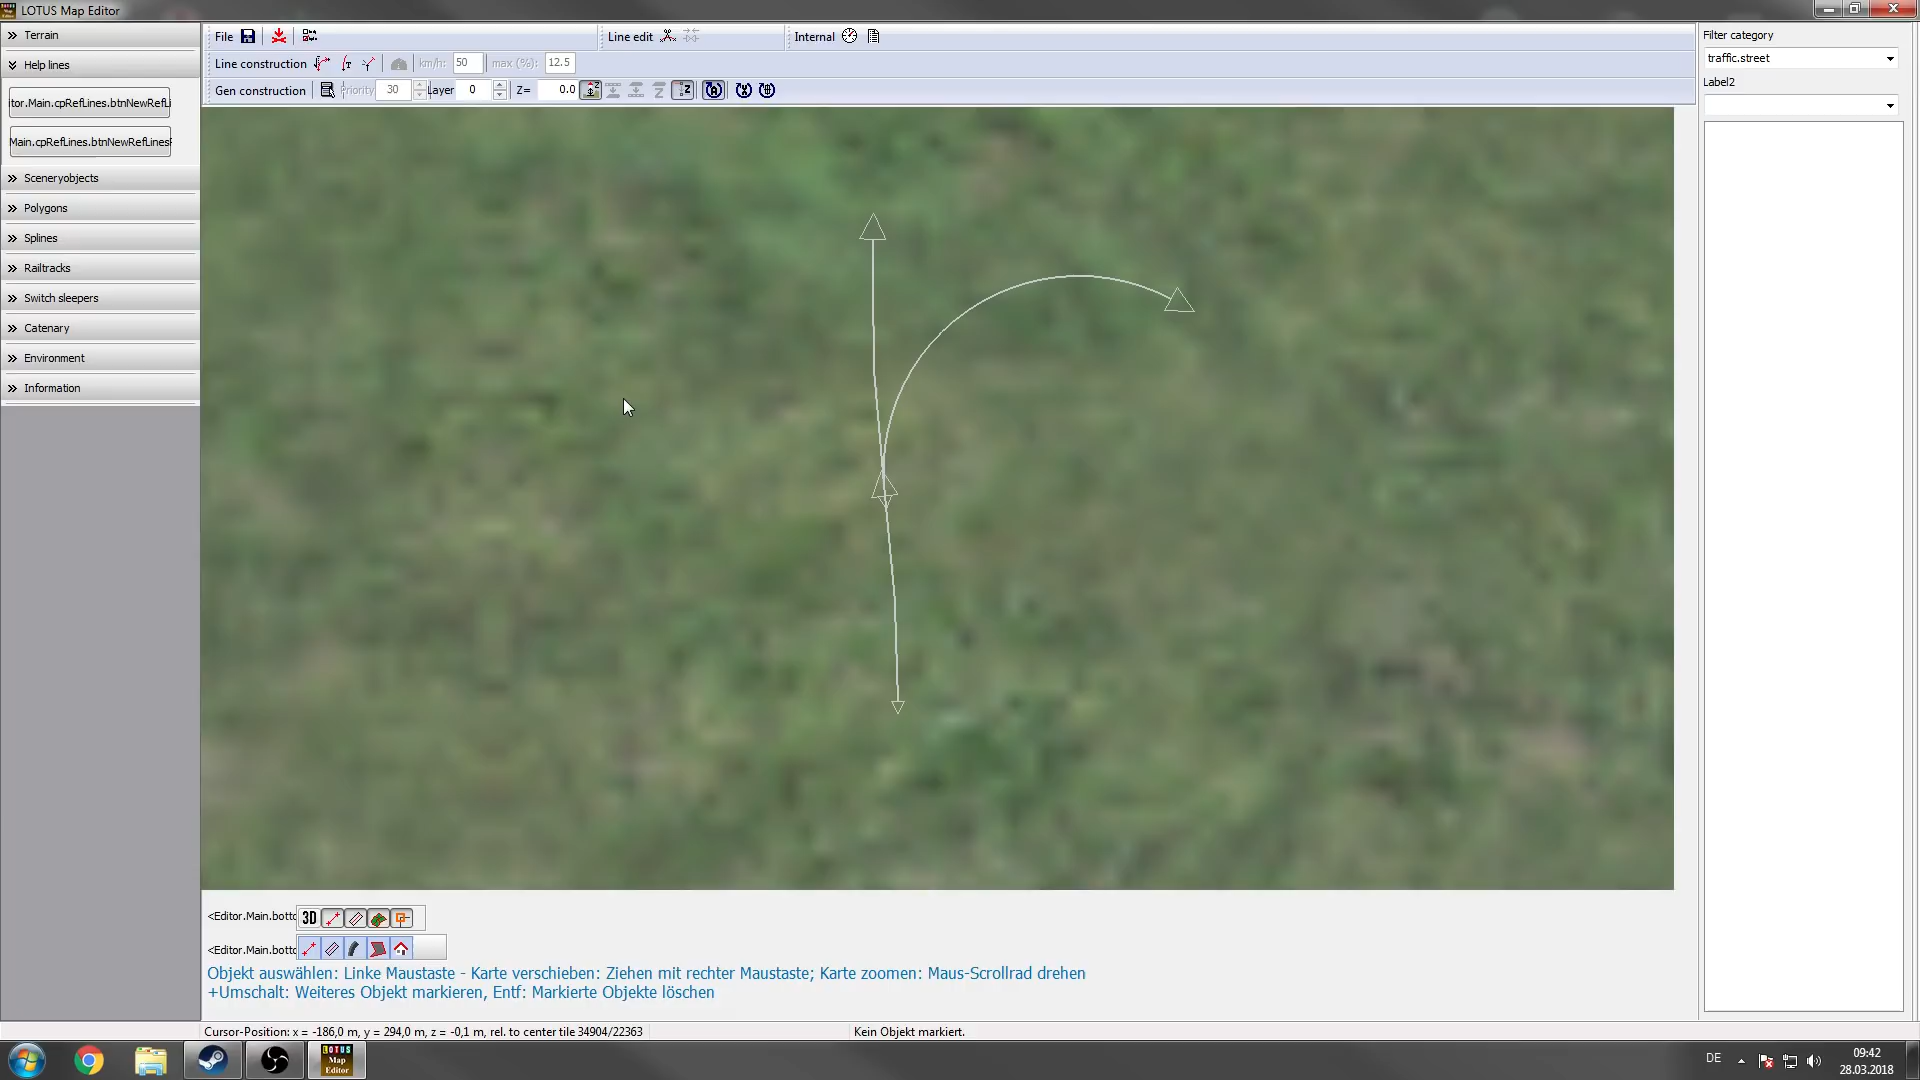 LOTUS Map Editor
Terrain
Help lines
itor.Main.cpRefLines.btnNewRefLi
Main.cpRefLines.btnNewRefLines
Sceneryobjects
Polygons
Splines
Railtracks
Switch sleepers
Catenary
Environment
Information
File
Line edit
Internal
Line construction
km/h: 50
max (%): 12.5
Gen construction
Priority 30
Layer 0
Z= 0.0
Filter category
traffic.street
Label2
<Editor.Main.botto
3D
<Editor.Main.botto
Objekt auswählen: Linke Maustaste - Karte verschieben: Ziehen mit rechter Maustaste; Karte zoomen: Maus-Scrollrad drehen
+Umschalt: Weiteres Objekt markieren, Entf: Markierte Objekte löschen
Cursor-Position: x = -186,0 m, y = 294,0 m, z = -0,1 m, rel. to center tile 34904/22363
Kein Objekt markiert.
LOTUS
Map
Editor
DE
09:42
28.03.2018